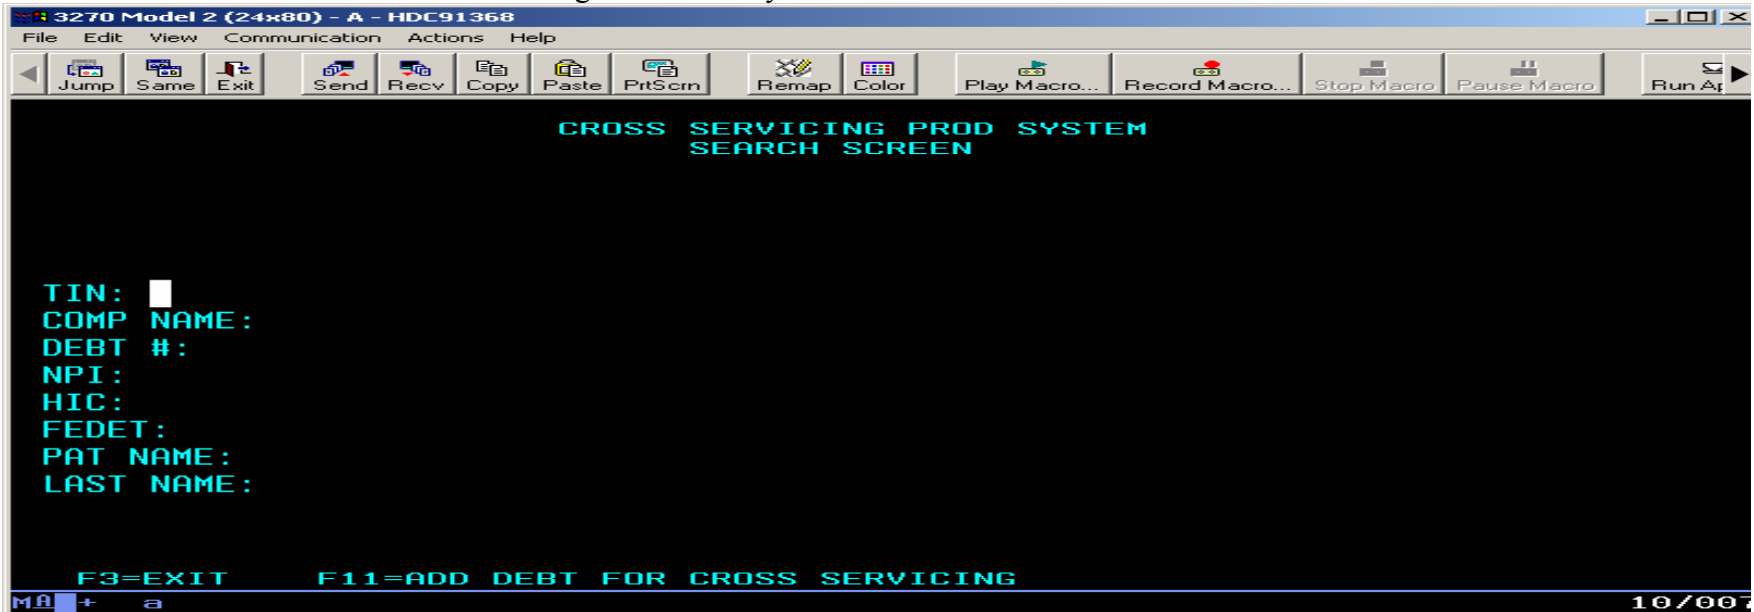 3270 Model 2 (24x80) - A - HDC91368
File Edit View Communication Actions Help
Jump Same Exit Send Recv Copy Paste PrtScrn Remap Color Play Macro... Record Macro... Stop Macro Pause Macro Run Ap
CROSS SERVICING PROD SYSTEM
SEARCH SCREEN
TIN:
COMP NAME:
DEBT #:
NPI:
HIC:
FEDET:
PAT NAME:
LAST NAME:
F3=EXIT F11=ADD DEBT FOR CROSS SERVICING
MA + a 10/007